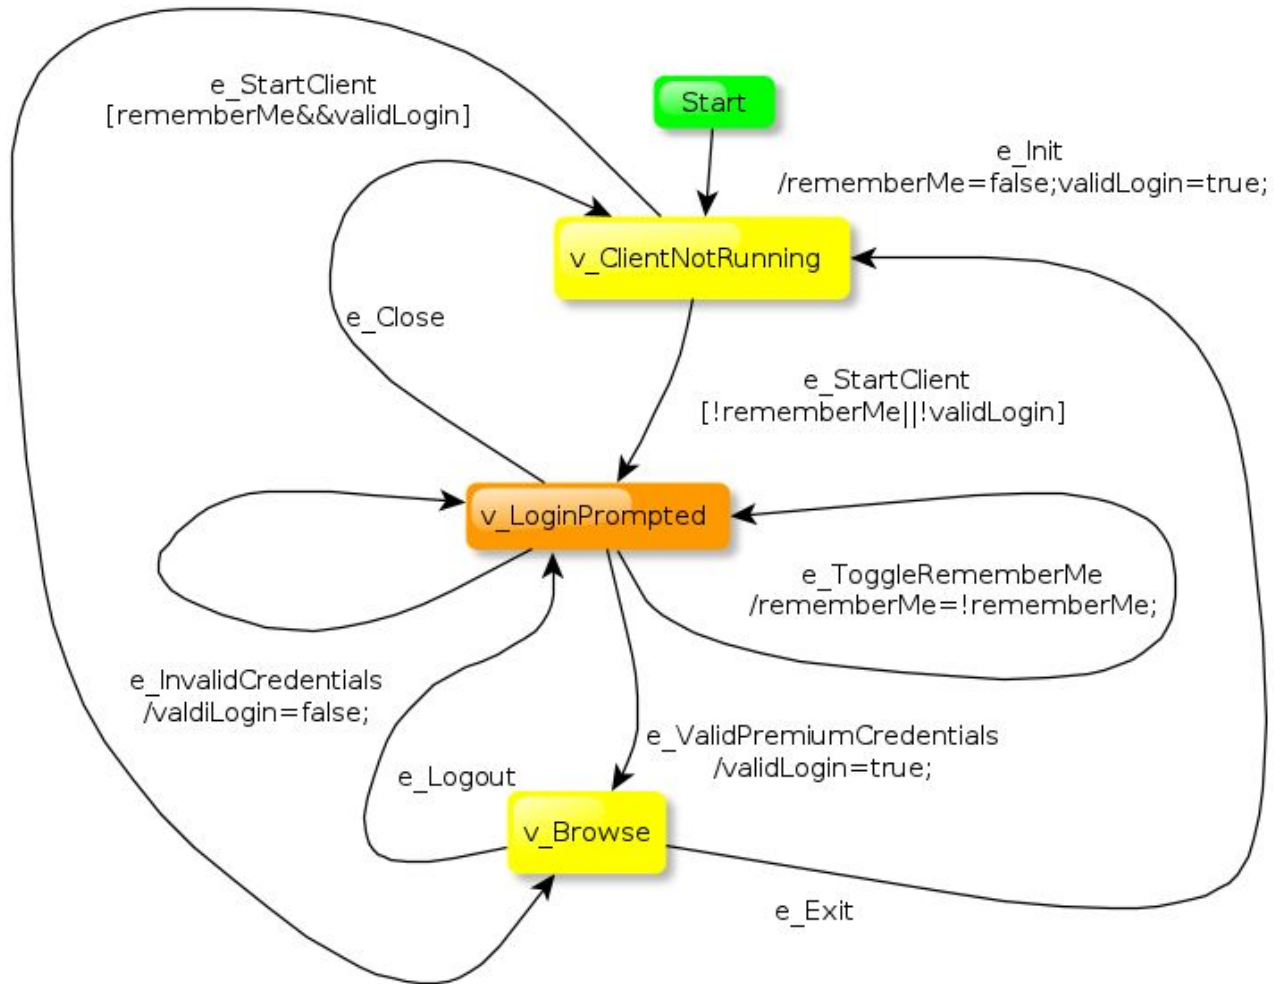 e_StartClient
[rememberMe&&validLogin]
Start
e_Init
/rememberMe=false;validLogin=true;
v_ClientNotRunning
e_Close
e_StartClient
[!rememberMe||!validLogin]
v_LoginPrompted
e_ToggleRememberMe
/rememberMe=!rememberMe;
e_InvalidCredentials
/valdiLogin=false;
e_ValidPremiumCredentials
/validLogin=true;
e_Logout
v_Browse
e_Exit